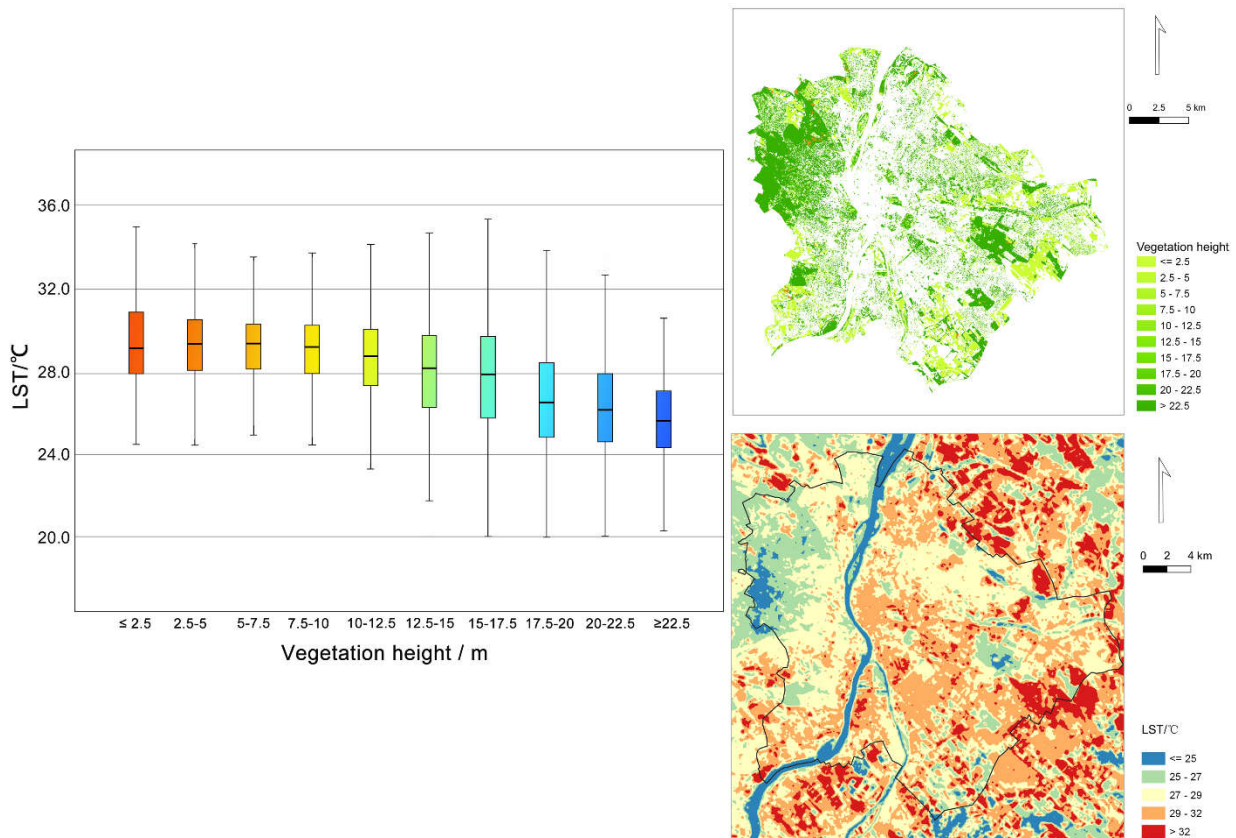 36.0
32.0
28.0
24.0
20.0
LST/℃
≤ 2.5 2.5-5 5-7.5 7.5-10 10-12.5 12.5-15 15-17.5 17.5-20 20-22.5 ≥22.5
Vegetation height / m
0 2.5 5 km
Vegetation height
<= 2.5
2.5 - 5
5 - 7.5
7.5 - 10
10 - 12.5
12.5 - 15
15 - 17.5
17.5 - 20
20 - 22.5
> 22.5
0 2 4 km
LST/℃
<= 25
25 - 27
27 - 29
29 - 32
> 32